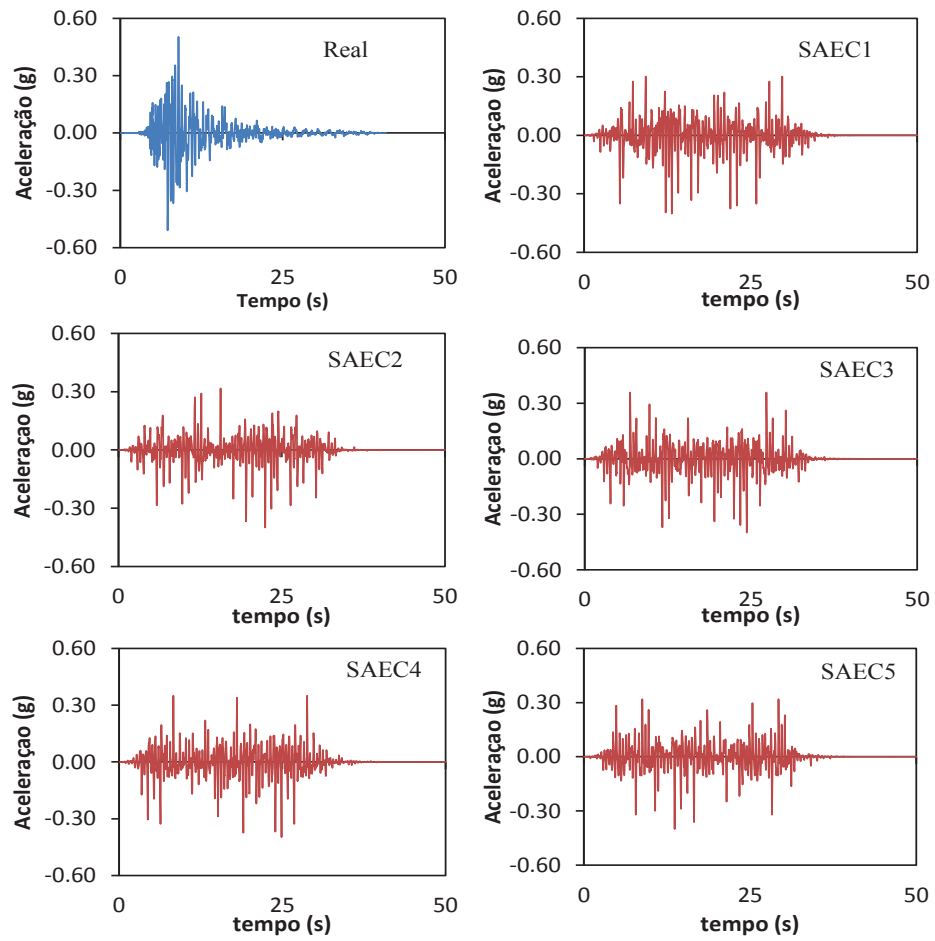 Real
Aceleração (g)
0.60
0.30
0.00
-0.30
-0.60
0
25
50
Tempo (s)
SAEC1
Aceleraçao (g)
0.60
0.30
0.00
-0.30
-0.60
0
25
50
tempo (s)
SAEC2
Aceleraçao (g)
0.60
0.30
0.00
-0.30
-0.60
0
25
50
tempo (s)
SAEC3
Aceleraçao (g)
0.60
0.30
0.00
-0.30
-0.60
0
25
50
tempo (s)
SAEC4
Aceleraçao (g)
0.60
0.30
0.00
-0.30
-0.60
0
25
50
tempo (s)
SAEC5
Aceleraçao (g)
0.60
0.30
0.00
-0.30
-0.60
0
25
50
tempo (s)